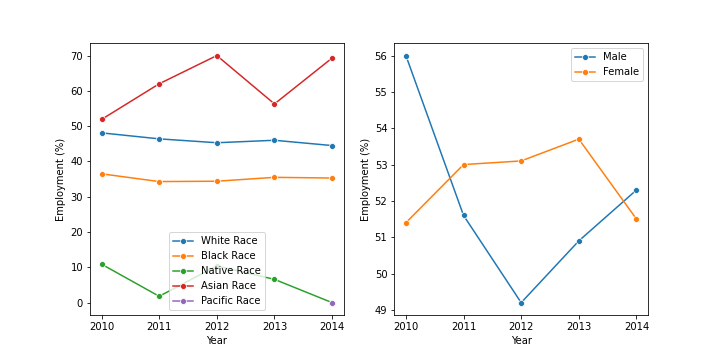 70
60
50
40
30
20
10
0
Employment (%)
2010 2011 2012 2013 2014
Year
White Race
Black Race
Native Race
Asian Race
Pacific Race
56
55
54
53
52
51
50
49
Employment (%)
2010 2011 2012 2013 2014
Year
Male
Female